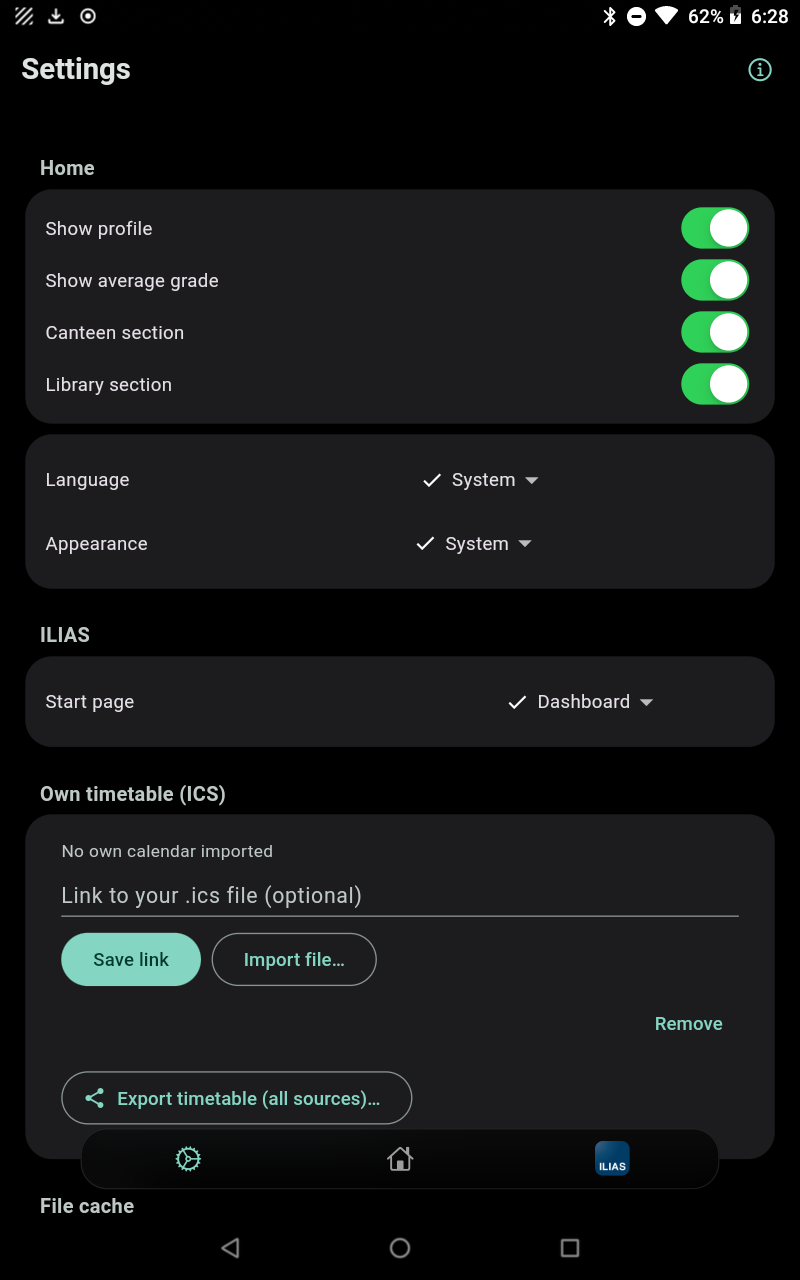 62% 6:28
Settings
Home
Show profile
Show average grade
Canteen section
Library section
Language System
Appearance System
ILIAS
Start page Dashboard
Own timetable (ICS)
No own calendar imported
Link to your .ics file (optional)
Save link Import file…
Remove
Export timetable (all sources)…
ILIAS
File cache